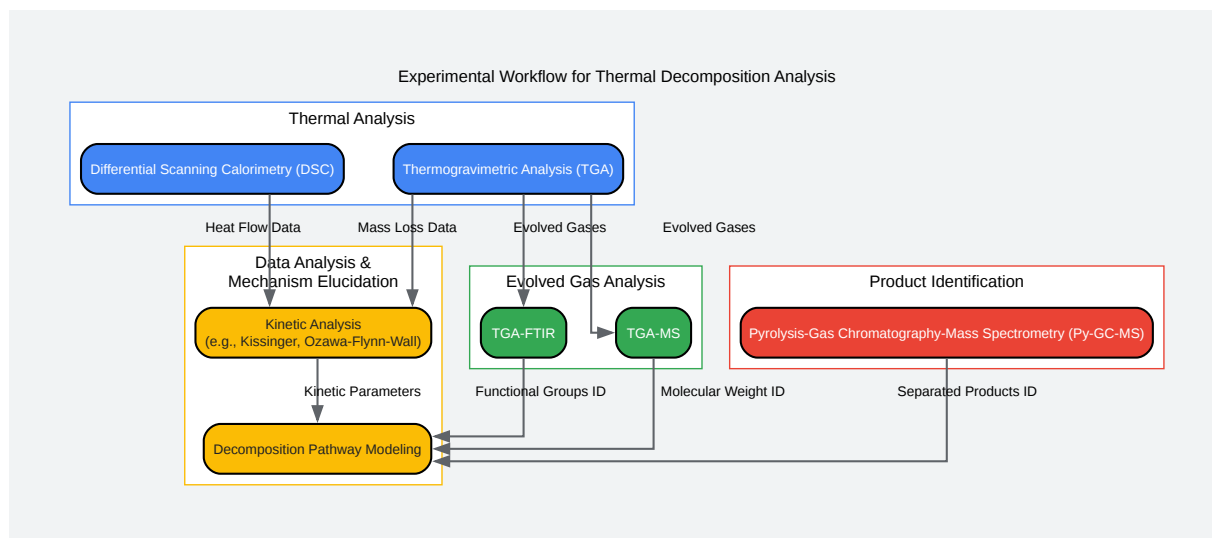 Experimental Workflow for Thermal Decomposition Analysis
Thermal Analysis
Differential Scanning Calorimetry (DSC)
Thermogravimetric Analysis (TGA)
Heat Flow Data
Mass Loss Data
Evolved Gases
Evolved Gases
Data Analysis &
Mechanism Elucidation
Evolved Gas Analysis
Product Identification
Kinetic Analysis
(e.g., Kissinger, Ozawa-Flynn-Wall)
TGA-FTIR
TGA-MS
Pyrolysis-Gas Chromatography-Mass Spectrometry (Py-GC-MS)
Kinetic Parameters
Functional Groups ID
Molecular Weight ID
Separated Products ID
Decomposition Pathway Modeling